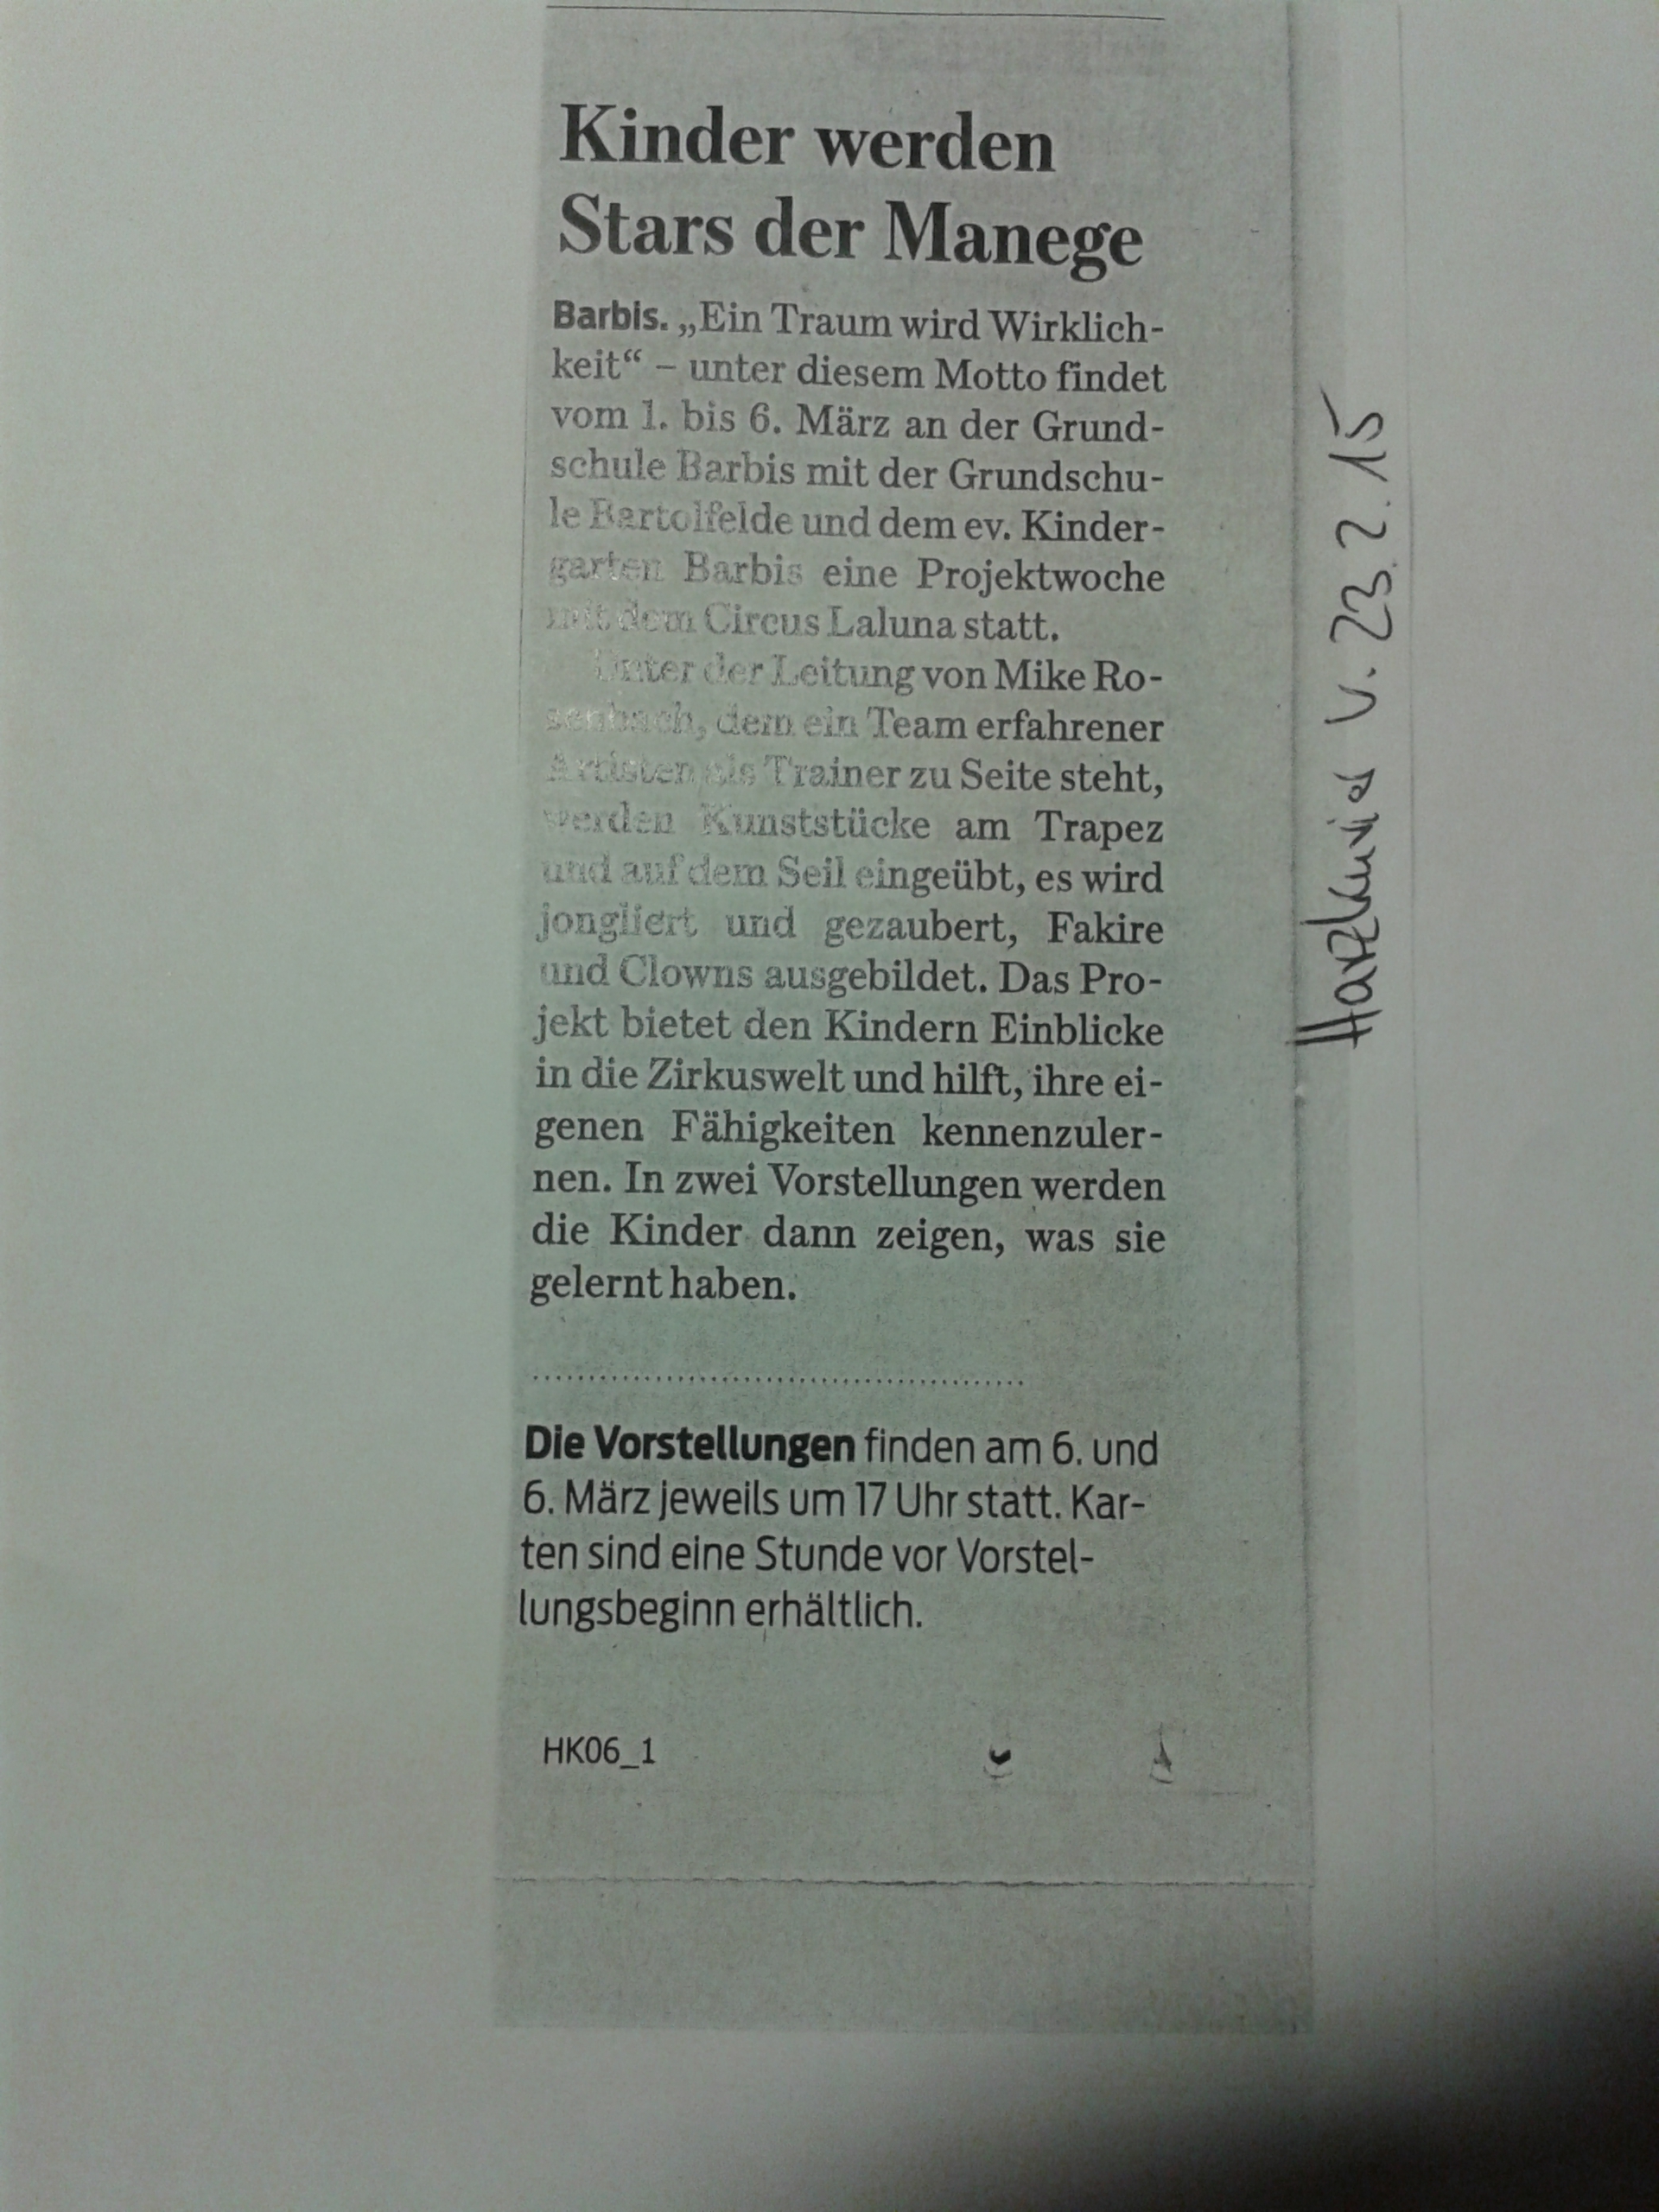 Kinder werden
Stars der Manege
Barbis. „Ein Traum wird Wirklich-
keit“ – unter diesem Motto findet
vom 1. bis 6. März an der Grund-
schule Barbis mit der Grundschu-
le Bartolfelde und dem ev. Kinder-
garten Barbis eine Projektwoche
mit dem Circus Laluna statt.
Unter der Leitung von Mike Ro-
senbach, dem ein Team erfahrener
Artisten als Trainer zu Seite steht,
werden Kunststücke am Trapez
und auf dem Seil eingeübt, es wird
jongliert und gezaubert, Fakire
und Clowns ausgebildet. Das Pro-
jekt bietet den Kindern Einblicke
in die Zirkuswelt und hilft, ihre ei-
genen Fähigkeiten kennenzuler-
nen. In zwei Vorstellungen werden
die Kinder dann zeigen, was sie
gelernt haben.
Die Vorstellungen finden am 6. und
6. März jeweils um 17 Uhr statt. Kar-
ten sind eine Stunde vor Vorstel-
lungsbeginn erhältlich.
HK06_1
v. 23.2.15